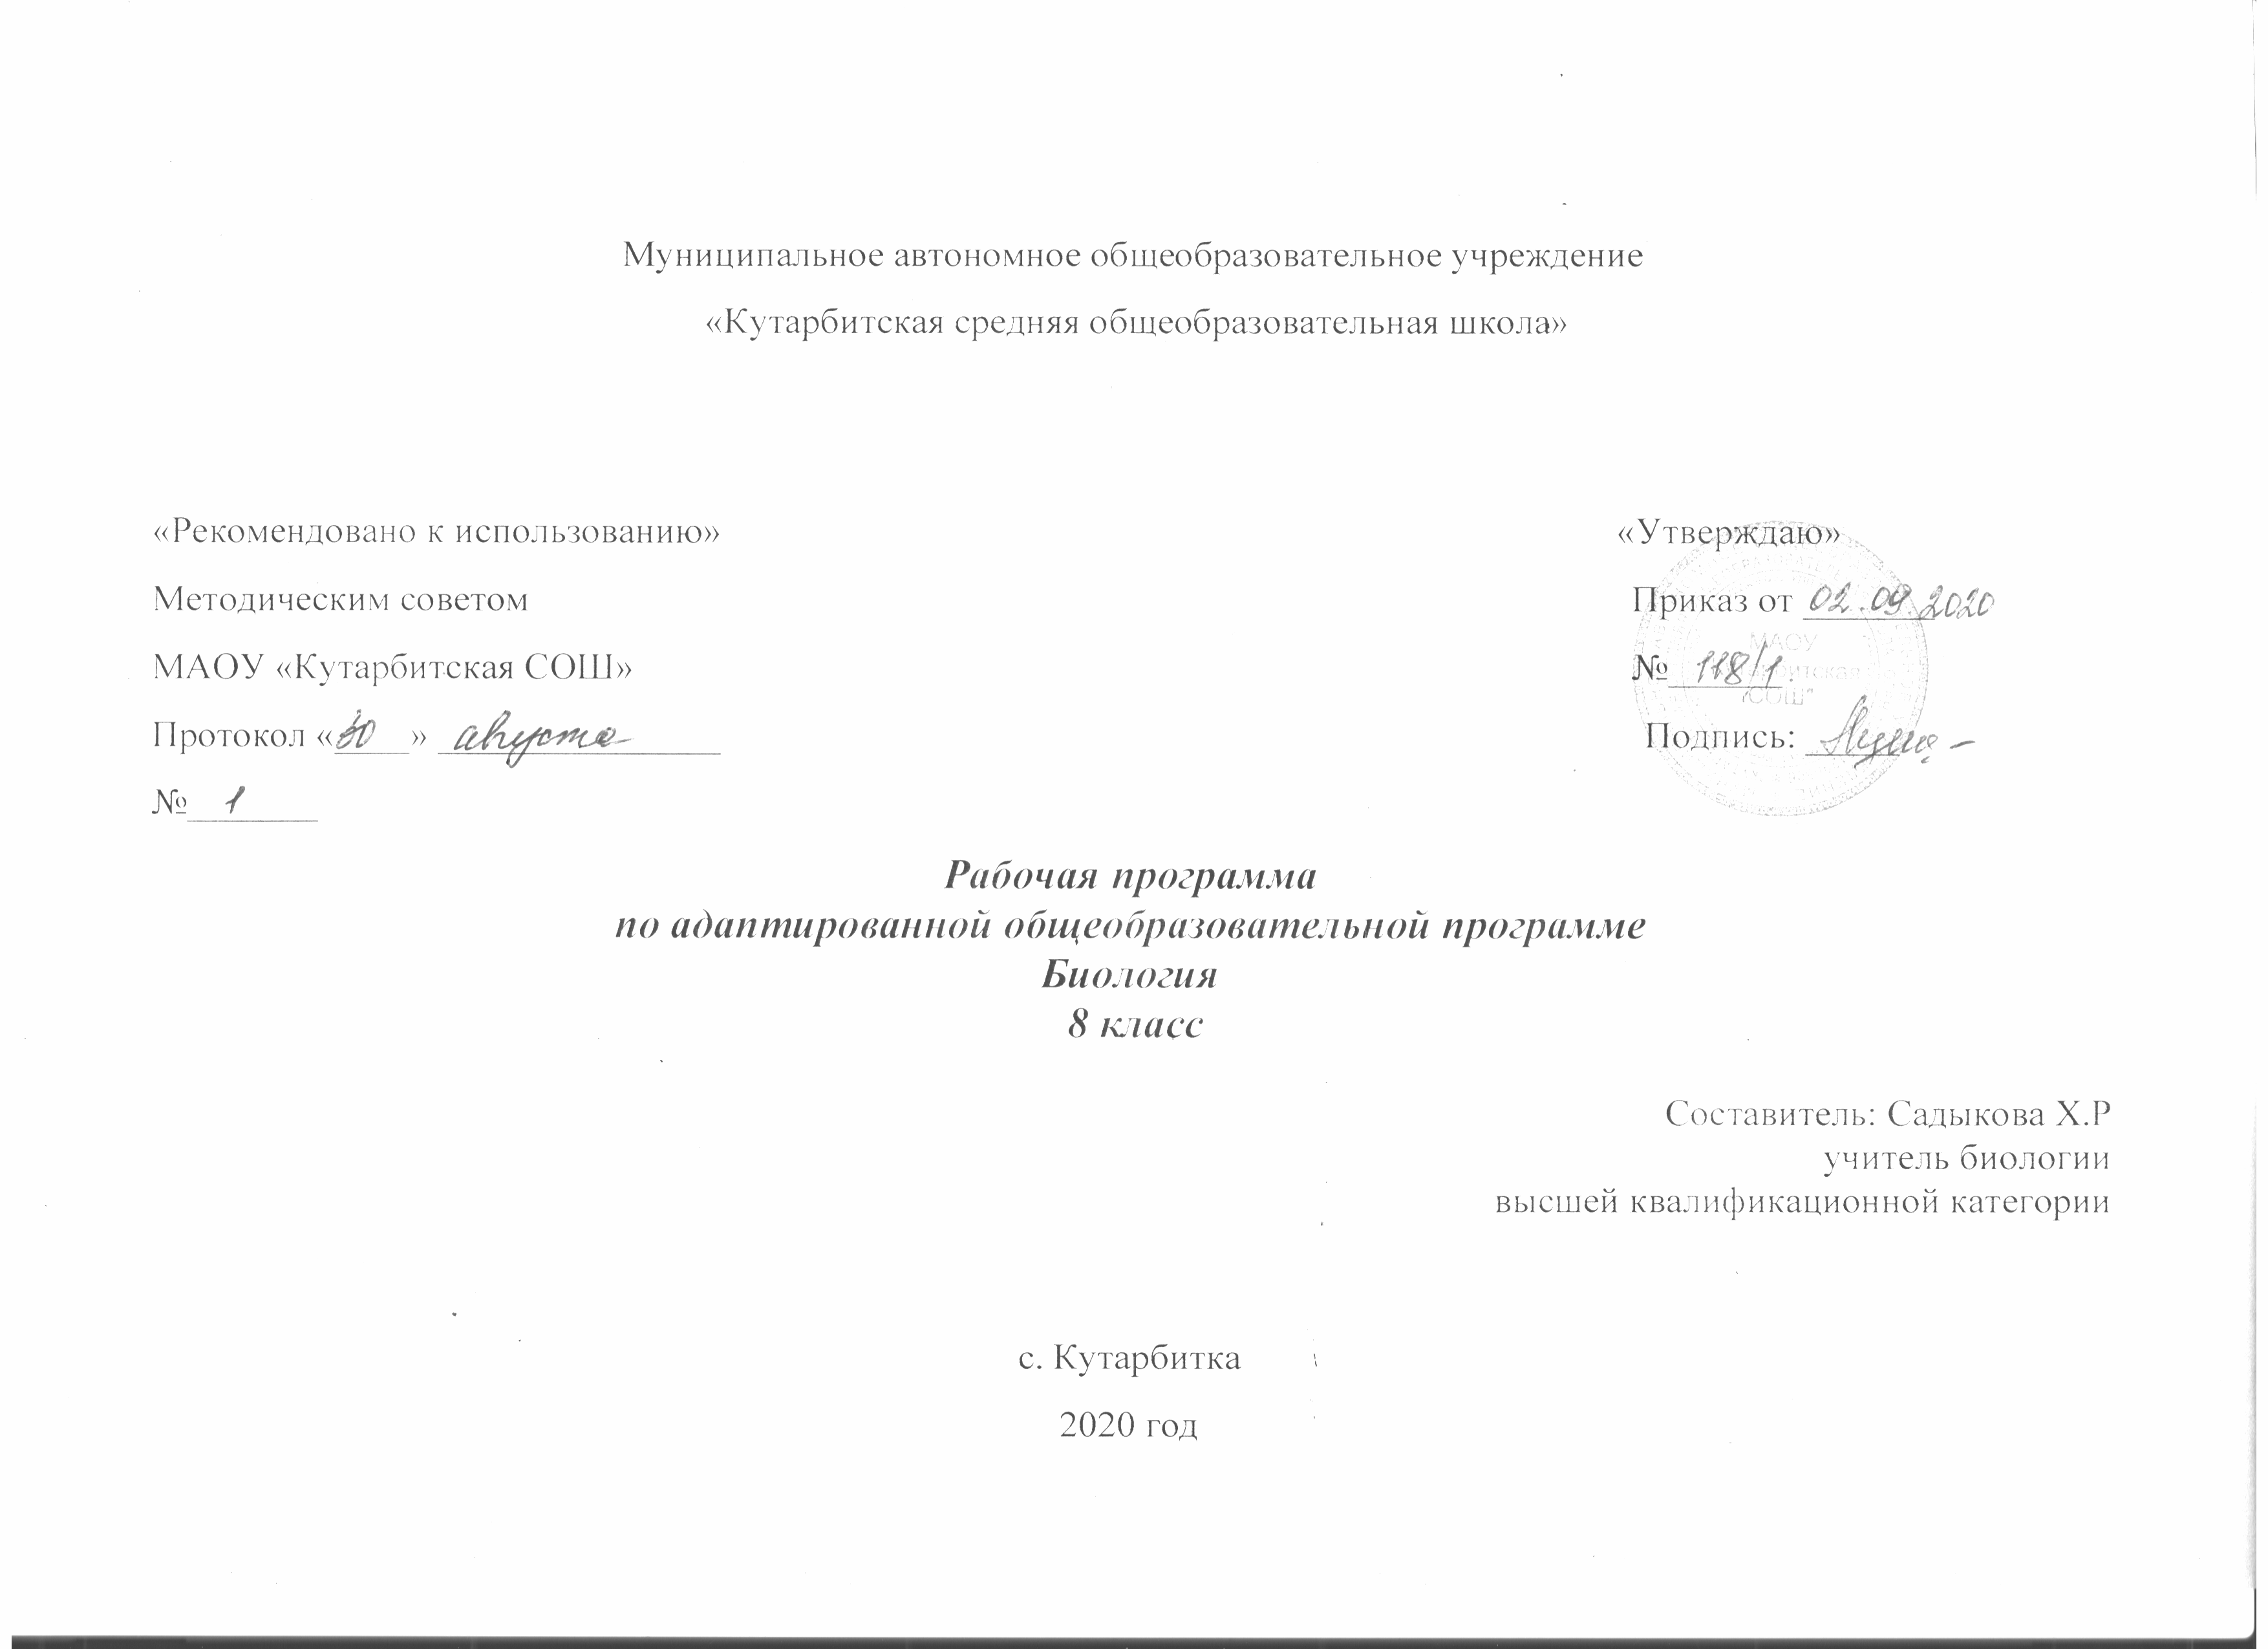 Муниципальное автономное общеобразовательное учреждение
«Кутарбитская средняя общеобразовательная школа»
«Рекомендовано к использованию»
Методическим советом
МАОУ «Кутарбитская СОШ»
Протокол «30» августа
№ 1
«Утверждаю»
Приказ от 02.09.2020
№ 118/1.
Подпись:
МАОУ
СОШ"
Рабочая программа
по адаптированной общеобразовательной программе
Биология
8 класс
Составитель: Садыкова Х.Р
учитель биологии
высшей квалификационной категории
с. Кутарбитка
2020 год